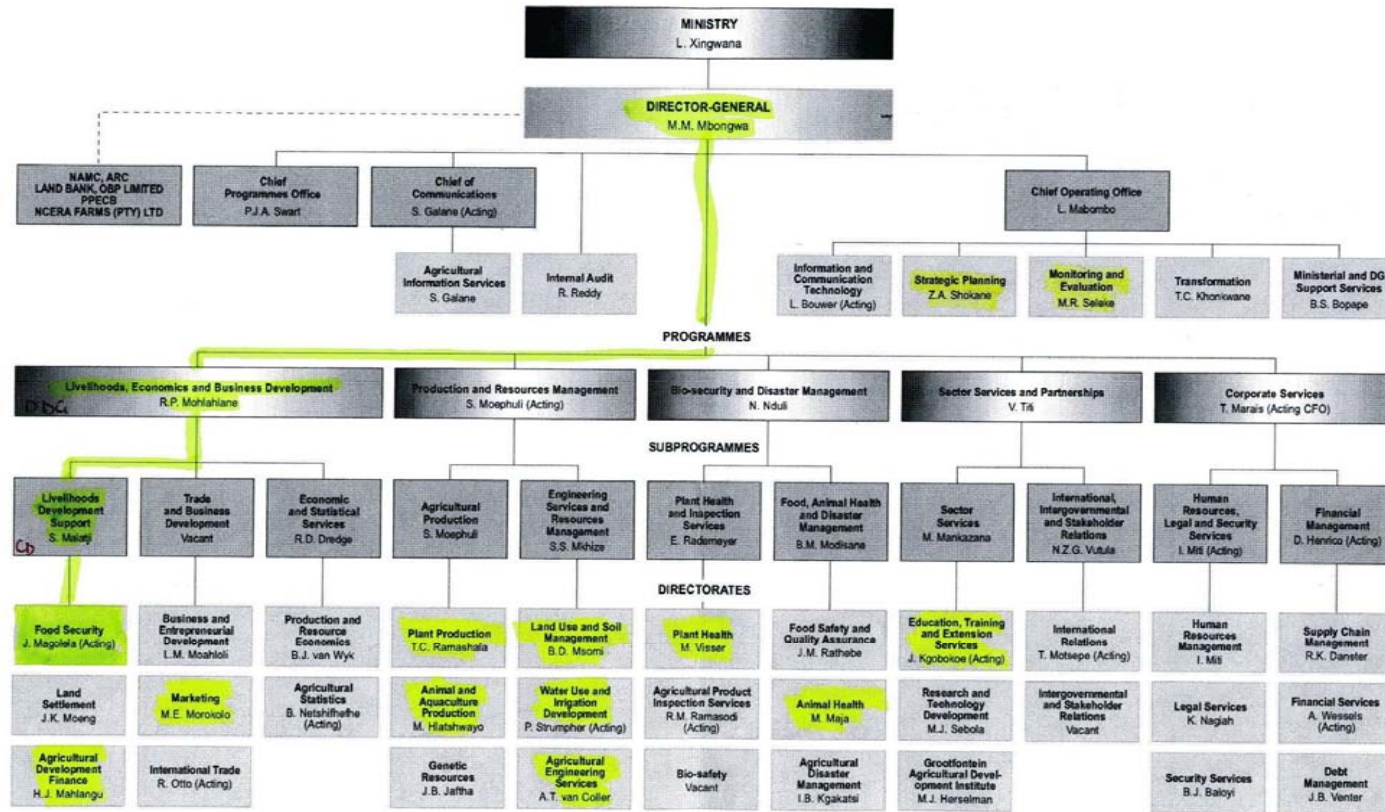 MINISTRY
L. Xingwana
DIRECTOR-GENERAL
M.M. Mbongwa
NAMC, ARC
LAND BANK, OBP LIMITED
PPECB
NCERA FARMS (PTY) LTD
Chief
Programmes Office
P.J.A. Swart
Chief of
Communications
S. Galane (Acting)
Chief Operating Office
L. Mabombo
Agricultural
Information Services
S. Galane
Internal Audit
R. Reddy
Information and
Communication
Technology
L. Bouwer (Acting)
Strategic Planning
Z.A. Shokane
Monitoring and
Evaluation
M.R. Seleke
Transformation
T.C. Khonkwane
Ministerial and DG
Support Services
B.S. Bopape
PROGRAMMES
Livelihoods, Economics and Business Development
R.P. Mohlahlane
DDG
Production and Resources Management
S. Moephuli (Acting)
Bio-security and Disaster Management
N. Nduli
Sector Services and Partnerships
V. Titi
Corporate Services
T. Marais (Acting CFO)
SUBPROGRAMMES
Livelihoods
Development
Support
S. Malatji
CD
Trade
and Business
Development
Vacant
Economic
and Statistical
Services
R.D. Dredge
Agricultural
Production
S. Moephuli
Engineering
Services and
Resources
Management
S.S. Mkhize
Plant Health
and Inspection
Services
E. Rademeyer
Food, Animal Health
and Disaster
Management
B.M. Modisane
Sector
Services
M. Mankazana
International,
Intergovernmental
and Stakeholder
Relations
N.Z.G. Vutula
Human
Resources,
Legal and Security
Services
I. Miti (Acting)
Financial
Management
D. Henrico (Acting)
DIRECTORATES
Food Security
J. Magolela (Acting)
Business and
Entrepreneurial
Development
L.M. Moahloli
Production and
Resource
Economics
B.J. van Wyk
Plant Production
T.C. Ramashala
Land Use and Soil
Management
B.D. Msomi
Plant Health
M. Visser
Food Safety and
Quality Assurance
J.M. Rathebe
Education, Training
and Extension
Services
J. Kgobokoe (Acting)
International
Relations
T. Motsepe (Acting)
Human
Resources
Management
I. Miti
Supply Chain
Management
R.K. Danster
Land
Settlement
J.K. Moeng
Marketing
M.E. Morokolo
Agricultural
Statistics
B. Netshifhefhe
(Acting)
Animal and
Aquaculture
Production
M. Hlatshwayo
Water Use and
Irrigation
Development
P. Strumpher (Acting)
Agricultural Product
Inspection Services
R.M. Ramasodi
(Acting)
Animal Health
M. Maja
Research and
Technology
Development
M.J. Sebola
Intergovernmental
and Stakeholder
Relations
Vacant
Legal Services
K. Nagiah
Financial Services
A. Wessels
(Acting)
Agricultural
Development
Finance
H.J. Mahlangu
International Trade
R. Otto (Acting)
Genetic
Resources
J.B. Jaftha
Agricultural
Engineering
Services
A.T. van Coller
Bio-safety
Vacant
Agricultural
Disaster
Management
I.B. Kgakatsi
Grootfontein
Agricultural Devel-
opment Institute
M.J. Herselman
Security Services
B.J. Baloyi
Debt
Management
J.B. Venter